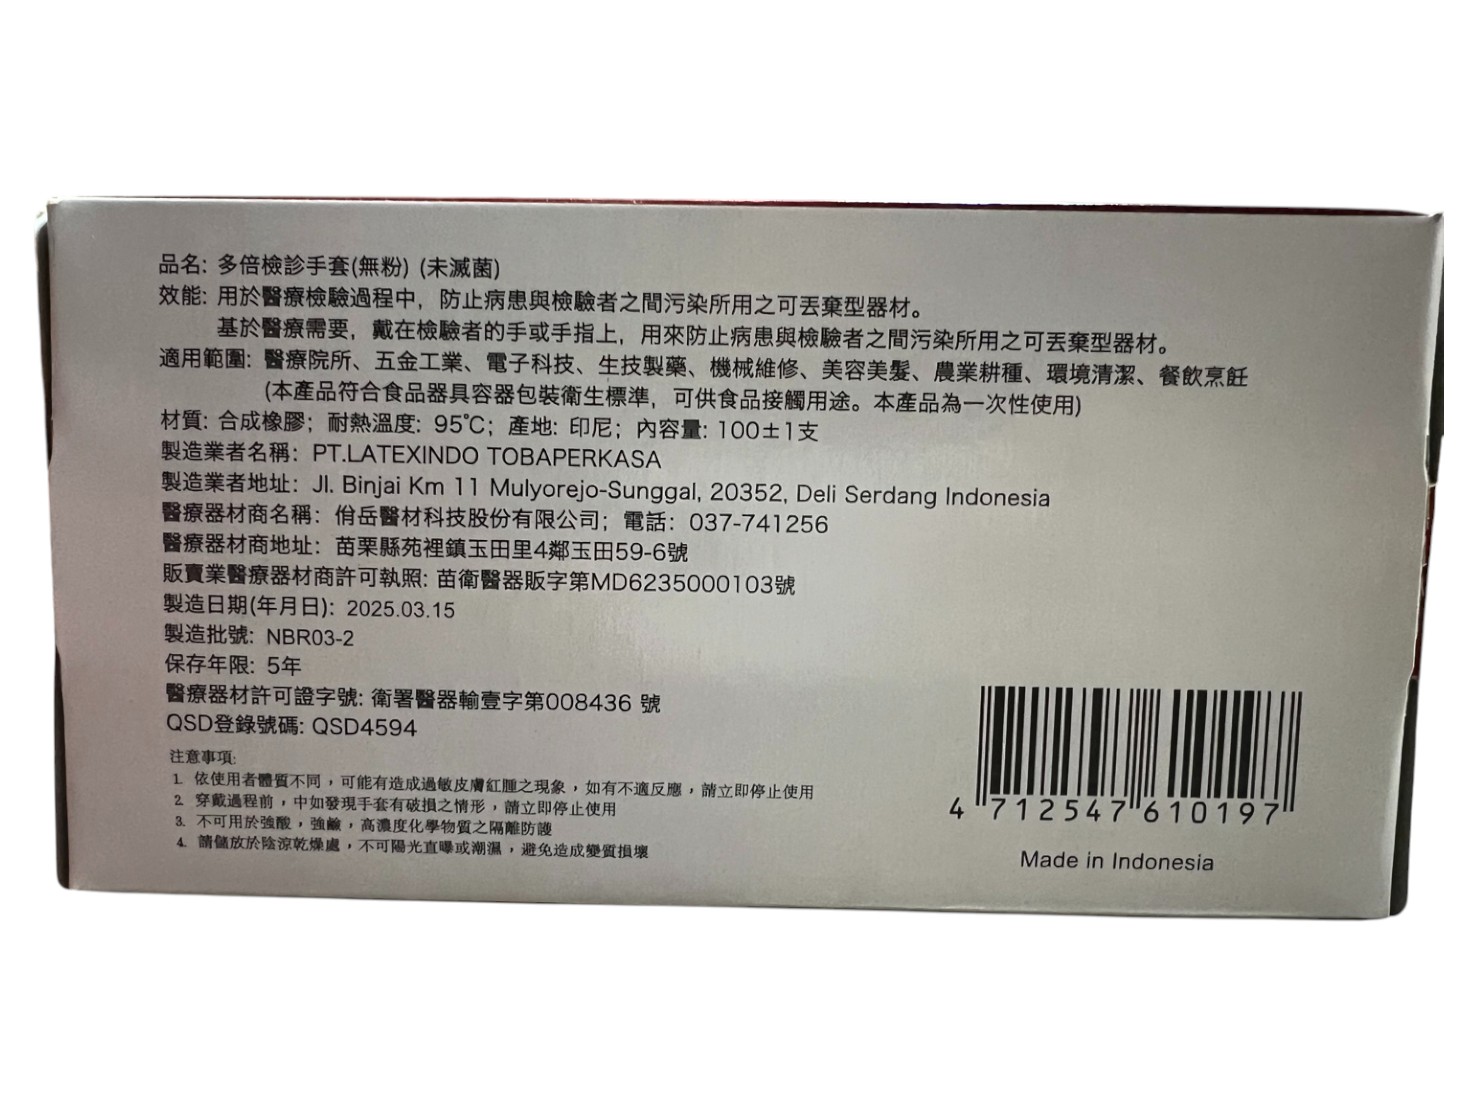 品名: 多倍檢診手套(無粉) (未滅菌)
效能: 用於醫療檢驗過程中，防止病患與檢驗者之間污染所用之可丟棄型器材。
基於醫療需要，戴在檢驗者的手或手指上，用來防止病患與檢驗者之間污染所用之可丟棄型器材。
適用範圍: 醫療院所、五金工業、電子科技、生技製藥、機械維修、美容美髮、農業耕種、環境清潔、餐飲烹飪
(本產品符合食品器具容器包裝衛生標準，可供食品接觸用途。本產品為一次性使用)
材質: 合成橡膠；耐熱溫度: 95℃；產地: 印尼；內容量: 100±1支
製造業者名稱: PT.LATEXINDO TOBAPERKASA
製造業者地址: Jl. Binjai Km 11 Mulyorejo-Sunggal, 20352, Deli Serdang Indonesia
醫療器材商名稱: 佾岳醫材科技股份有限公司；電話: 037-741256
醫療器材商地址: 苗栗縣苑裡鎮玉田里4鄰玉田59-6號
販賣業醫療器材商許可執照: 苗衛醫器販字第MD6235000103號
製造日期(年月日): 2025.03.15
製造批號: NBR03-2
保存年限: 5年
醫療器材許可證字號: 衛署醫器輸壹字第008436 號
QSD登錄號碼: QSD4594
注意事項:
1. 依使用者體質不同，可能有造成過敏皮膚紅腫之現象，如有不適反應，請立即停止使用
2. 穿戴過程前，中如發現手套有破損之情形，請立即停止使用
3. 不可用於強酸，強鹼，高濃度化學物質之隔離防護
4. 請儲放於陰涼乾燥處，不可陽光直曝或潮濕，避免造成變質損壞
4 712547 610197
Made in Indonesia